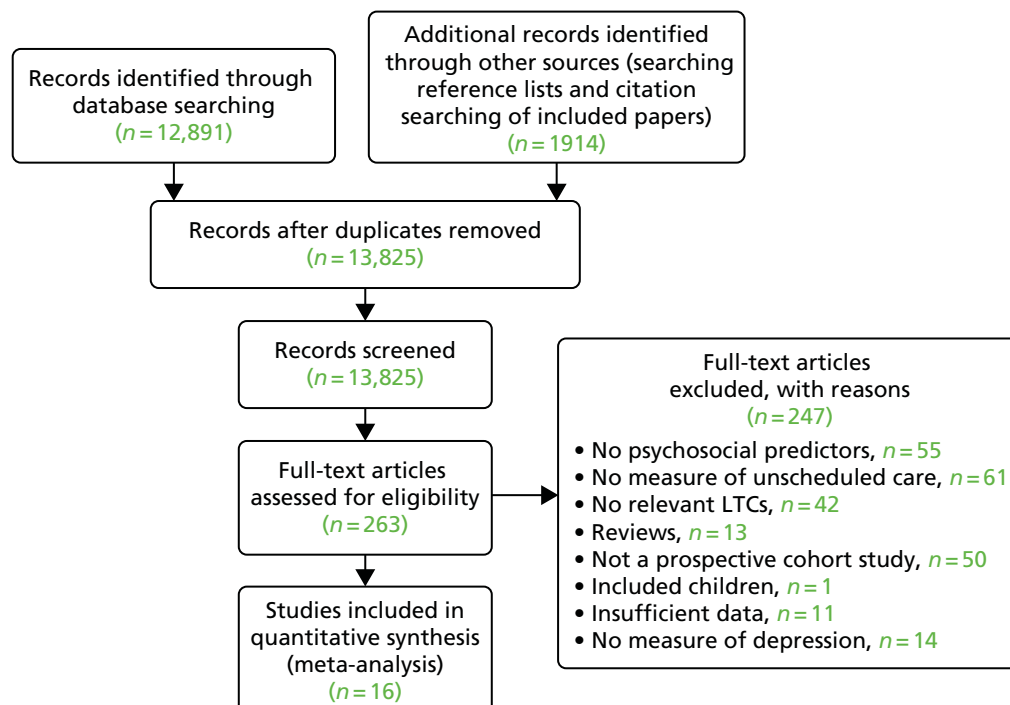 Records identified through
database searching
(n = 12,891)
Additional records identified
through other sources (searching
reference lists and citation
searching of included papers)
(n = 1914)
Records after duplicates removed
(n = 13,825)
Records screened
(n = 13,825)
Full-text articles
assessed for eligibility
(n = 263)
Full-text articles
excluded, with reasons
(n = 247)
• No psychosocial predictors, n = 55
• No measure of unscheduled care, n = 61
• No relevant LTCs, n = 42
• Reviews, n = 13
• Not a prospective cohort study, n = 50
• Included children, n = 1
• Insufficient data, n = 11
• No measure of depression, n = 14
Studies included in
quantitative synthesis
(meta-analysis)
(n = 16)